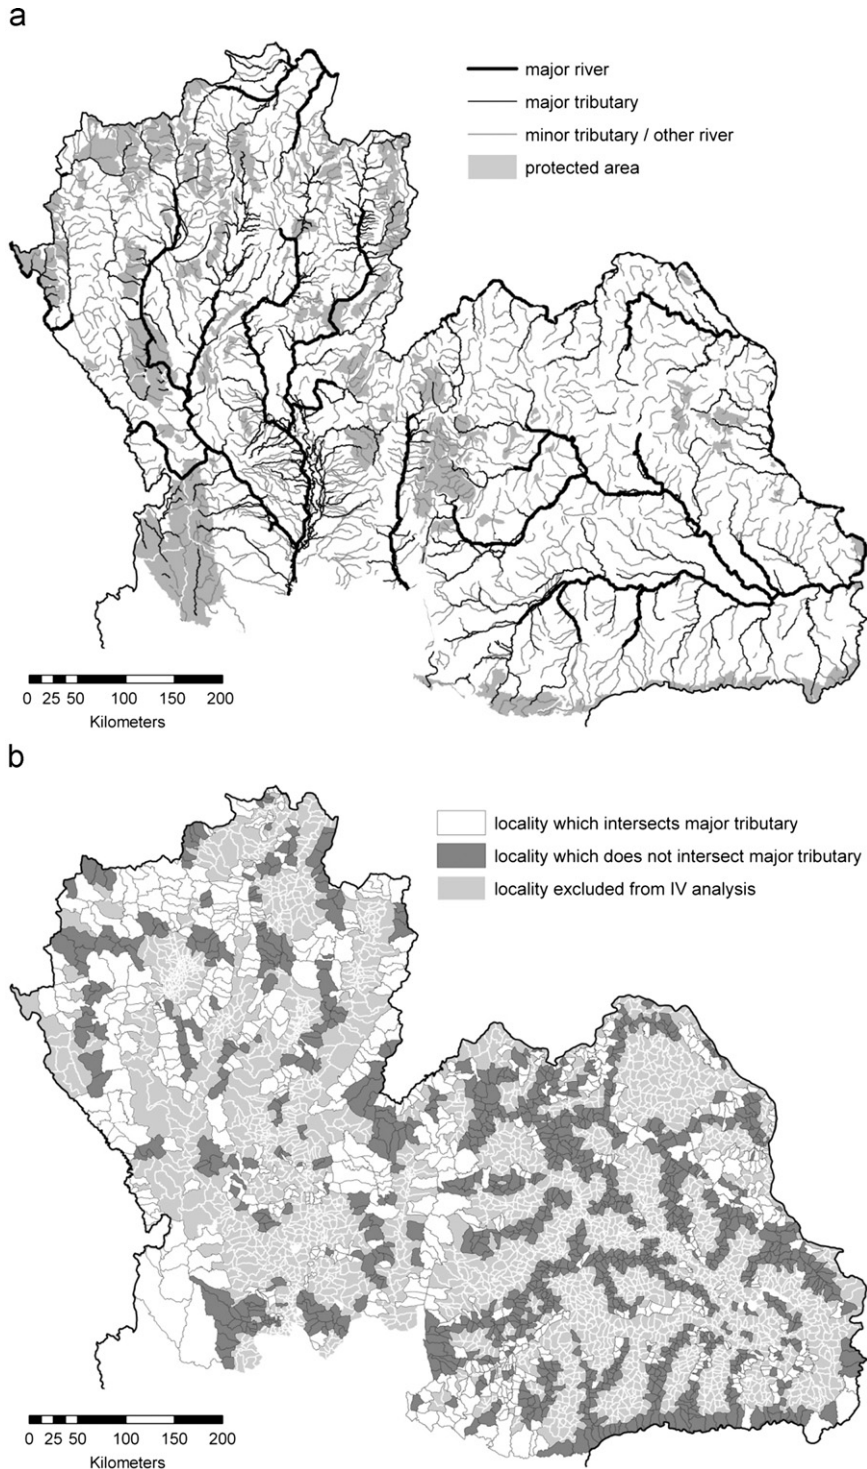 a
major river
major tributary
minor tributary / other river
protected area
0 25 50 100 150 200
Kilometers
b
locality which intersects major tributary
locality which does not intersect major tributary
locality excluded from IV analysis
0 25 50 100 150 200
Kilometers